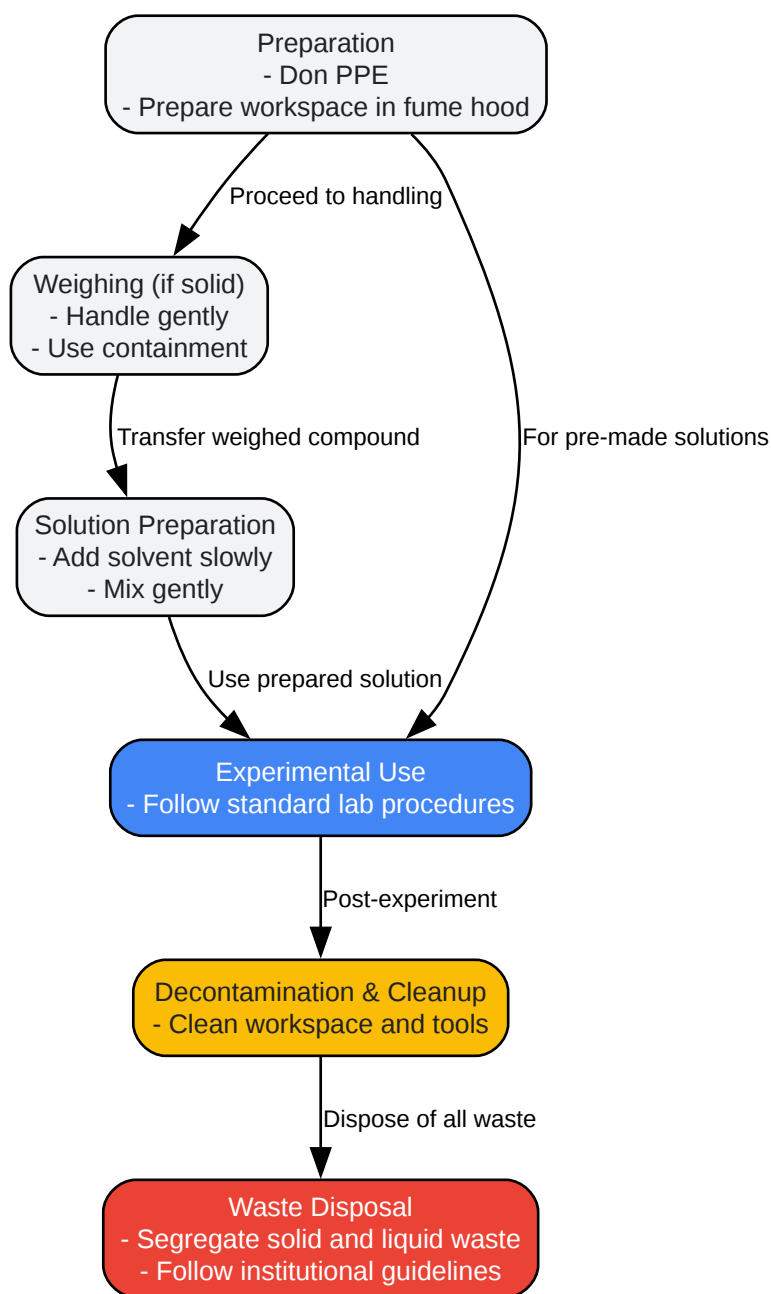 Preparation
- Don PPE
- Prepare workspace in fume hood
Proceed to handling
Weighing (if solid)
- Handle gently
- Use containment
Transfer weighed compound
For pre-made solutions
Solution Preparation
- Add solvent slowly
- Mix gently
Use prepared solution
Experimental Use
- Follow standard lab procedures
Post-experiment
Decontamination & Cleanup
- Clean workspace and tools
Dispose of all waste
Waste Disposal
- Segregate solid and liquid waste
- Follow institutional guidelines